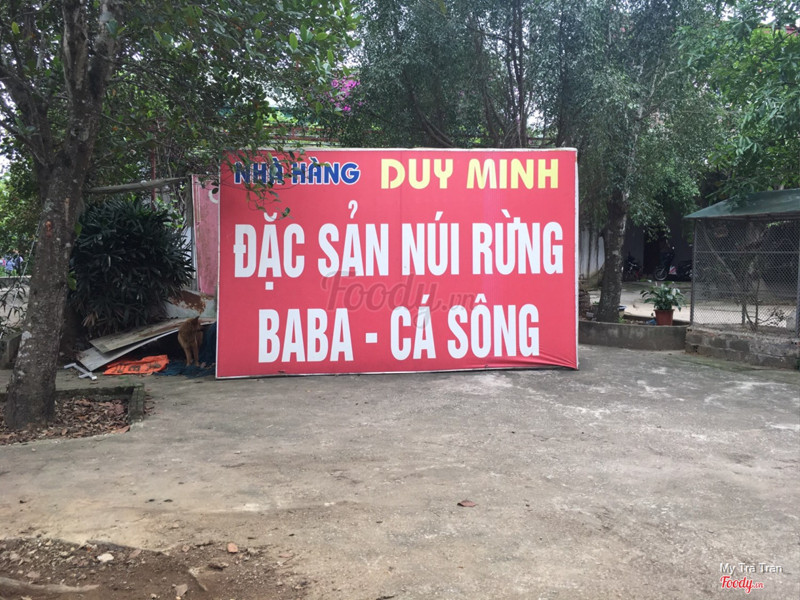 NHÀ HÀNG DUY MINH
ĐẶC SẢN NÚI RỪNG
BABA - CÁ SÔNG
Foody.vn
My Trà Trần
Foody.vn